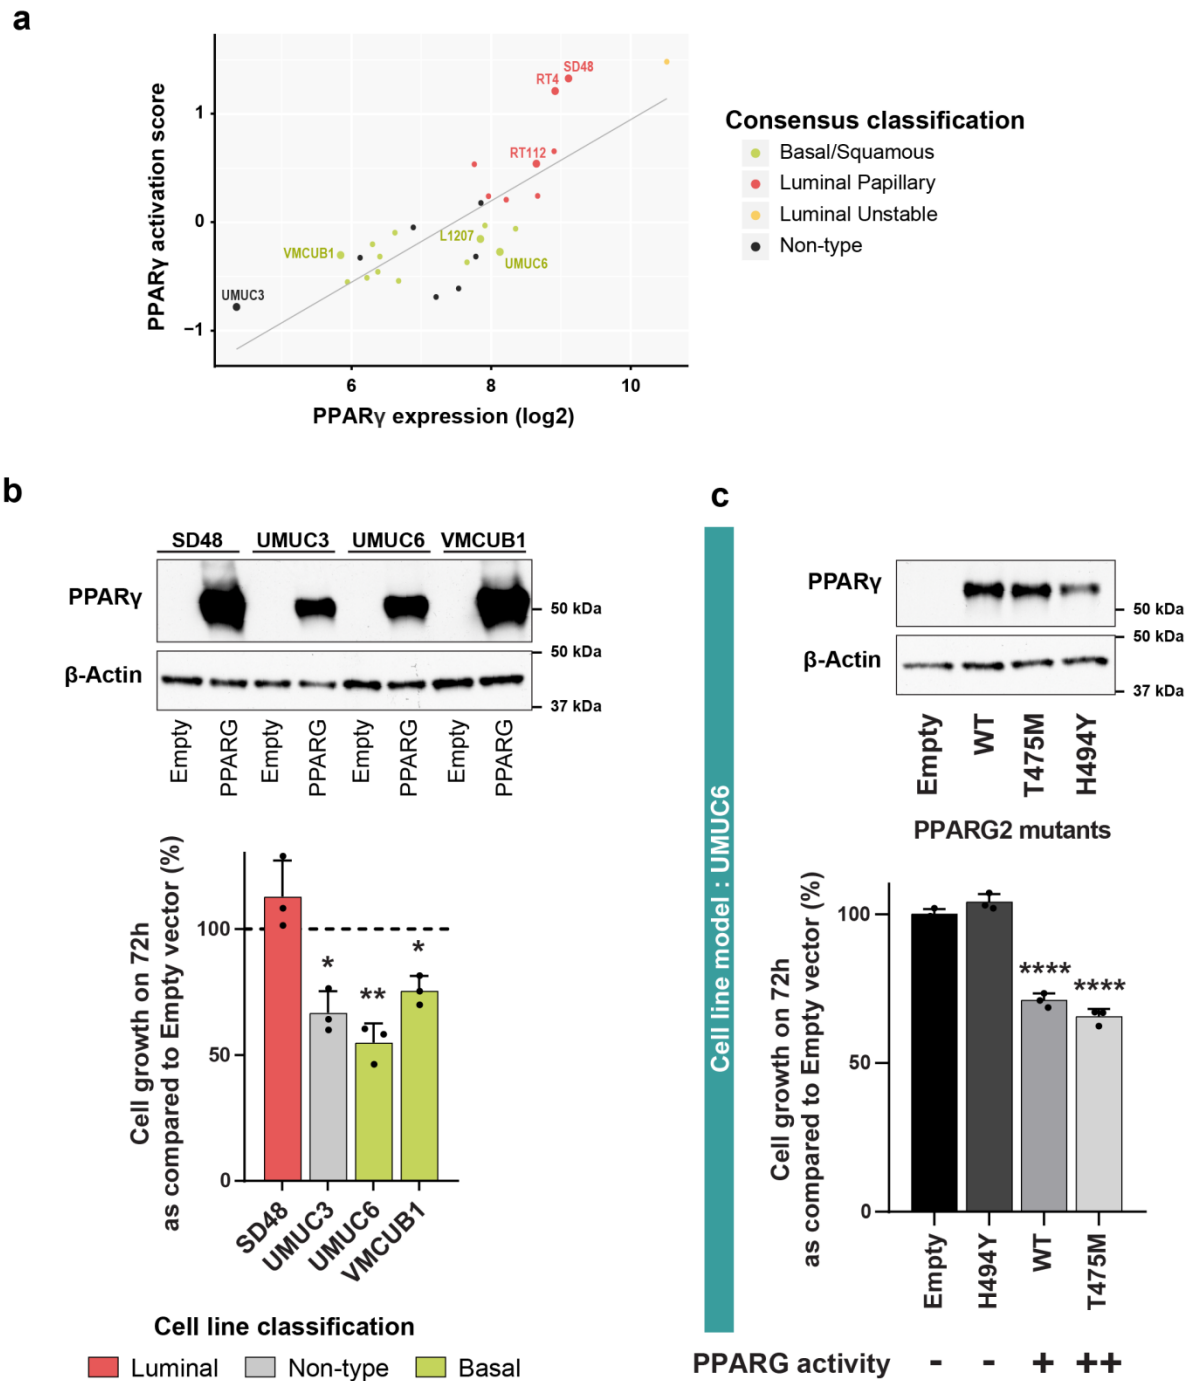 a
PPARγ activation score
1
0
−1
SD48
RT4
RT112
L1207
VMCUB1
UMUC6
UMUC3
6
8
10
PPARγ expression (log2)
Consensus classification
Basal/Squamous
Luminal Papillary
Luminal Unstable
Non-type
b
SD48 UMUC3 UMUC6 VMCUB1
PPARγ
50 kDa
β-Actin
50 kDa
37 kDa
Empty
PPARG
Empty
PPARG
Empty
PPARG
Empty
PPARG
Cell growth on 72h
as compared to Empty vector (%)
100
50
0
*
**
*
SD48
UMUC3
UMUC6
VMCUB1
Cell line classification
Luminal
Non-type
Basal
c
Cell line model : UMUC6
PPARγ
50 kDa
β-Actin
50 kDa
37 kDa
Empty
WT
T475M
H494Y
PPARG2 mutants
Cell growth on 72h
as compared to Empty vector (%)
100
50
0
****
****
Empty
H494Y
WT
T475M
PPARG activity - - + ++